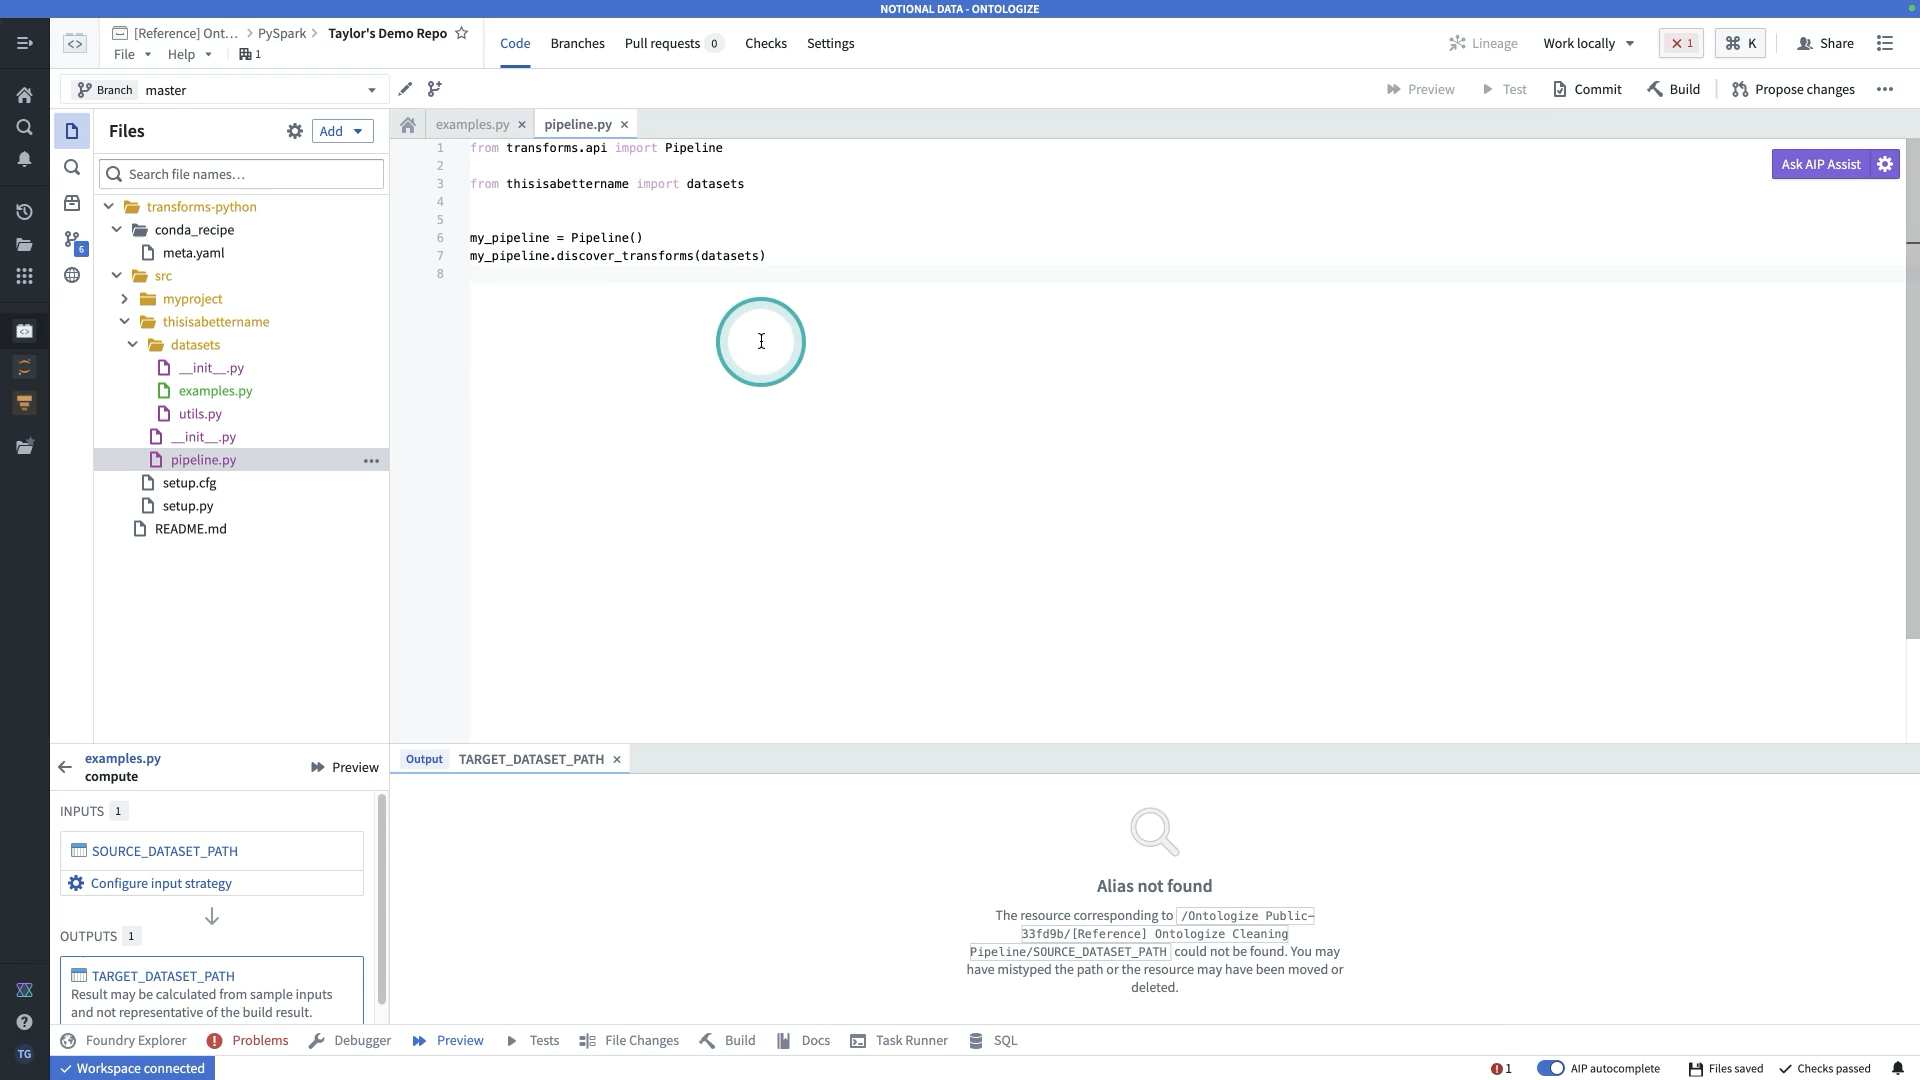 NOTIONAL DATA - ONTOLOGIZE
[Reference] Ont... > PySpark > Taylor's Demo Repo
File Help 1
Code Branches Pull requests 0 Checks Settings
Lineage Work locally 1 ⌘ K Share
Branch master
Preview Test Commit Build Propose changes
Files Add
Search file names...
transforms-python
conda_recipe
meta.yaml
src
myproject
thisisabettername
datasets
__init__.py
examples.py
utils.py
__init__.py
pipeline.py
setup.cfg
setup.py
README.md
6
examples.py pipeline.py
1 from transforms.api import Pipeline
2
3 from thisisabettername import datasets
4
5
6 my_pipeline = Pipeline()
7 my_pipeline.discover_transforms(datasets)
8
Ask AIP Assist
examples.py
compute
Preview
INPUTS 1
SOURCE_DATASET_PATH
Configure input strategy
OUTPUTS 1
TARGET_DATASET_PATH
Result may be calculated from sample inputs
and not representative of the build result.
Output TARGET_DATASET_PATH
Alias not found
The resource corresponding to /Ontologize Public-
33fd9b/[Reference] Ontologize Cleaning
Pipeline/SOURCE_DATASET_PATH could not be found. You may
have mistyped the path or the resource may have been moved or
deleted.
Foundry Explorer Problems Debugger Preview Tests File Changes Build Docs Task Runner SQL
TG
Workspace connected
1 AIP autocomplete Files saved Checks passed